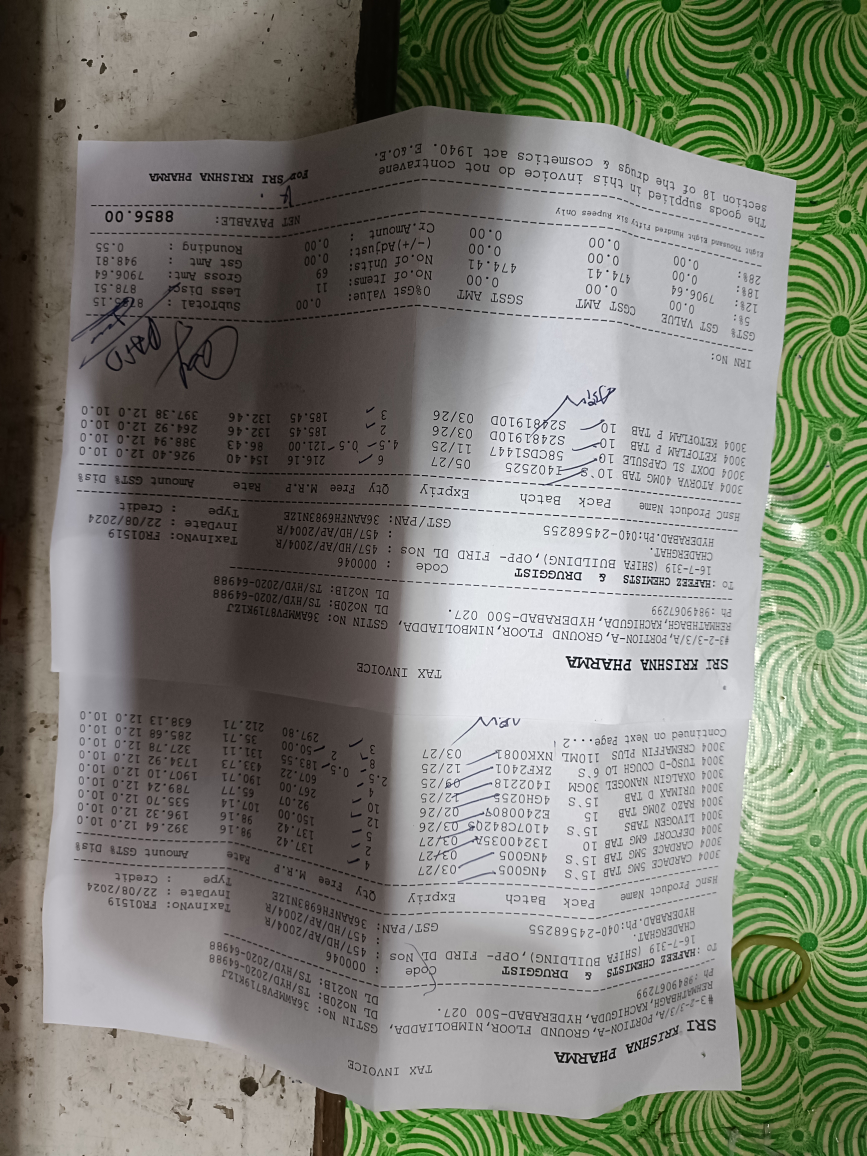 TAX INVOICE
SRI KRISHNA PHARMA
#3-2-3/3/A, PORTION-A, GROUND FLOOR, NIMBOLIADDA, GSTIN No: 36AWMPV8719K1ZJ
REHMATHBAGH, KACHIGUDA, HYDERABAD-500 027. DL No20B: TS/HYD/2020-64988
Ph :9849067299 DL No21B: TS/HYD/2020-64988
To :HAFEEZ CHEMISTS & DRUGGIST Code : 000046 TaxInvNo: FR01519
16-7-319 (SHIFA BUILDING), OPP- FIRD DL Nos : 457/HD/AP/2004/R InvDate : 22/08/2024
CHADERGHAT. : 457/HD/AP/2004/R Type : Credit
HYDERABAD.Ph:040-24568255 GST/PAN: 36AANFH6983N1ZE
HsnC Product Name Pack Batch Expriy Qty Free M.R.P Rate Amount GST% Dis%
3004 CARDACE 5MG TAB 15`S 4NG005 03/27 4 137.42 98.16 392.64 12.0 10.0
3004 CARDACE 5MG TAB 15`S 4NG005 03/27 2 137.42 98.16 196.32 12.0 10.0
3004 DEFCORT 6MG TAB 10 13240035A 03/27 5 150.00 107.14 535.70 12.0 10.0
3004 LIVOGEN TABS 15`S 4107C8428 03/26 12 92.07 65.77 789.24 12.0 10.0
3004 RAZO 20MG TAB 15 E2400807 02/26 10 267.00 190.71 1907.10 12.0 10.0
3004 URIMAX D TAB 15`S 4GH0255 12/25 4 607.22 433.73 1734.92 12.0 10.0
3004 OXALGIN NANOGEL 30GM I402218 09/25 2.5 0.5 183.55 131.11 327.78 12.0 10.0
3004 TUSQ-D COUGH LO 6`S ZKF2401 12/25 8 2 50.00 35.71 285.68 12.0 10.0
3004 CREMAFFIN PLUS 110ML NXK0081 03/27 3 297.80 212.71 638.13 12.0 10.0
Continued on Next Page...2
TAX INVOICE
SRI KRISHNA PHARMA
#3-2-3/3/A, PORTION-A, GROUND FLOOR, NIMBOLIADDA, GSTIN No: 36AWMPV8719K1ZJ
REHMATHBAGH, KACHIGUDA, HYDERABAD-500 027. DL No20B: TS/HYD/2020-64988
Ph :9849067299 DL No21B: TS/HYD/2020-64988
To :HAFEEZ CHEMISTS & DRUGGIST Code : 000046 TaxInvNo: FR01519
16-7-319 (SHIFA BUILDING), OPP- FIRD DL Nos : 457/HD/AP/2004/R InvDate : 22/08/2024
CHADERGHAT. : 457/HD/AP/2004/R Type : Credit
HYDERABAD.Ph:040-24568255 GST/PAN: 36AANFH6983N1ZE
HsnC Product Name Pack Batch Expriy Qty Free M.R.P Rate Amount GST% Dis%
3004 ATORVA 40MG TAB 10`S I402525 05/27 6 216.16 154.40 926.40 12.0 10.0
3004 DOXT SL CAPSULE 10 58CPS1447 11/25 4.5 0.5 121.00 86.43 388.94 12.0 10.0
3004 KETOFLAM P TAB 10 S2481910D 03/26 2 185.45 132.46 264.92 12.0 10.0
3004 KETOFLAM P TAB 10 S2481910D 03/26 3 185.45 132.46 397.38 12.0 10.0
IRN No:
GST% GST VALUE CGST AMT SGST AMT 0%Gst Value: 0.00 SubTotal
5%: 0.00 0.00 No.of Items: 11 Less Disc: 878.51
12%: 7906.64 474.41 474.41 No.of Units: 69 Gross Amt: 7906.64
18%: 0.00 0.00 0.00 (-/+)Adjst: 0.00 Gst Amt : 948.81
28%: 0.00 0.00 0.00 Cr.Amount : 0.00 Rounding : 0.55
Eight Thousand Eight Hundred Fifty Six Rupees Only NET PAYABLE: 8856.00
The goods supplied in this invoice do not contravene
section 18 of the drugs & cosmetics act 1940. E.&O.E. For SRI KRISHNA PHARMA